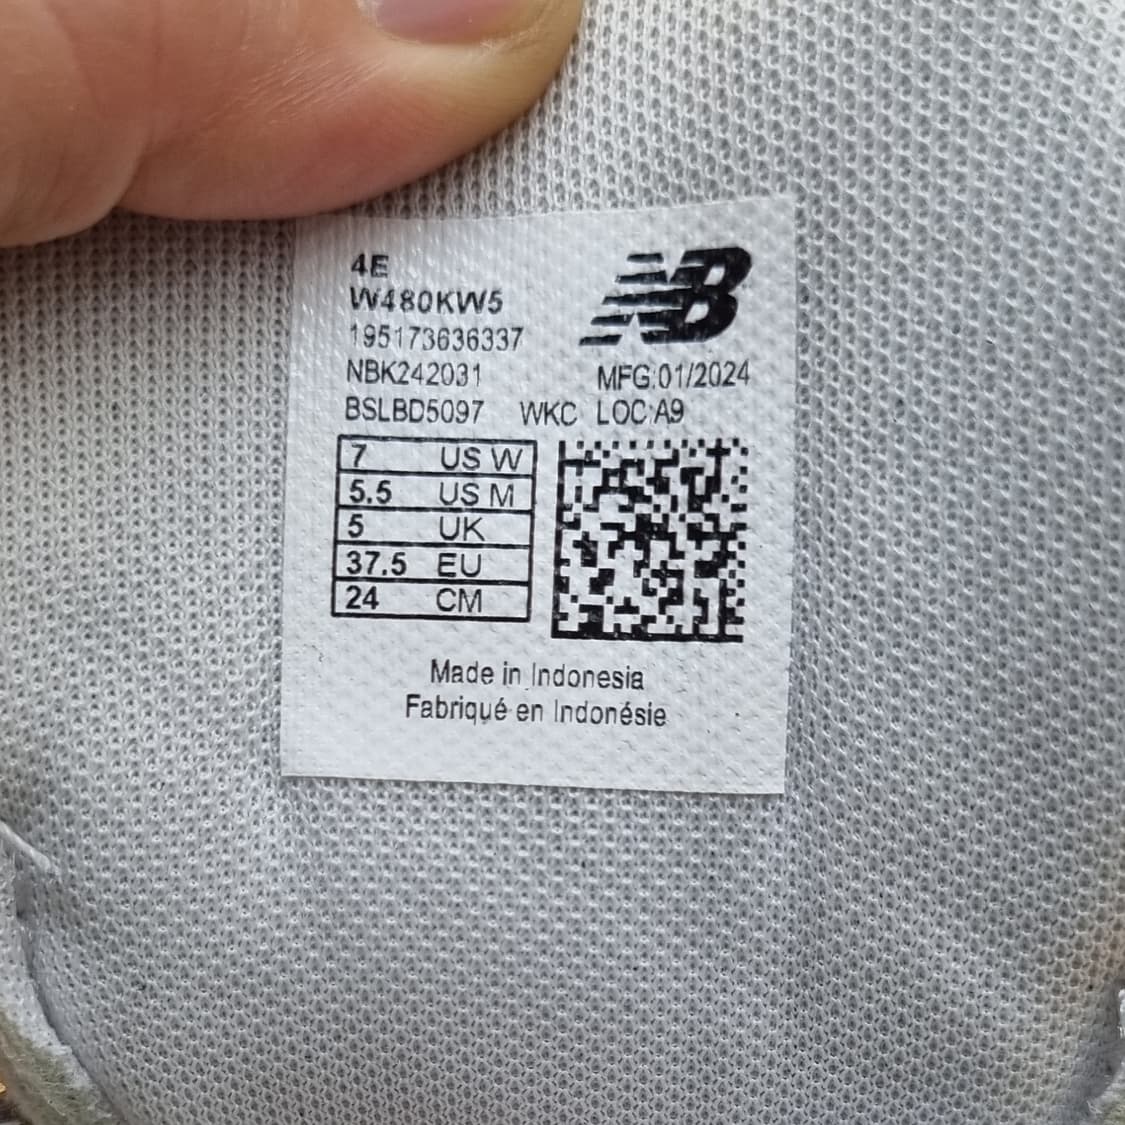 4E
W480KW5
195173636337
NBK242031
BSLBD5097 WKC
NB
MFG:01/2024
LOC:A9
7 US W
5.5 US M
5 UK
37.5 EU
24 CM
Made in Indonesia
Fabriqué en Indonésie